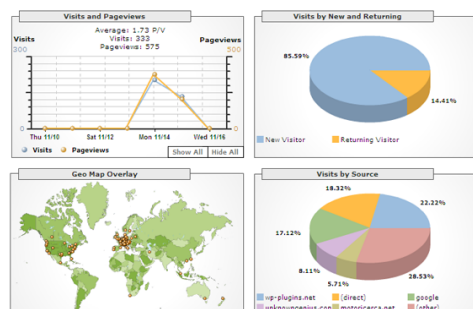 Visits and Pageviews
Average: 1.73 P/V
Visits: 333
Pageviews: 575
Visits
Pageviews
300
500
0
0
Thu 11/10
Sat 11/12
Mon 11/14
Wed 11/16
Visits
Pageviews
Show All
Hide All
Visits by New and Returning
85.59%
14.41%
New Visitor
Returning Visitor
Geo Map Overlay
Visits by Source
18.32%
22.22%
17.12%
8.11%
5.71%
28.53%
wp-plugins.net
(direct)
google
motoricerca.net
(other)